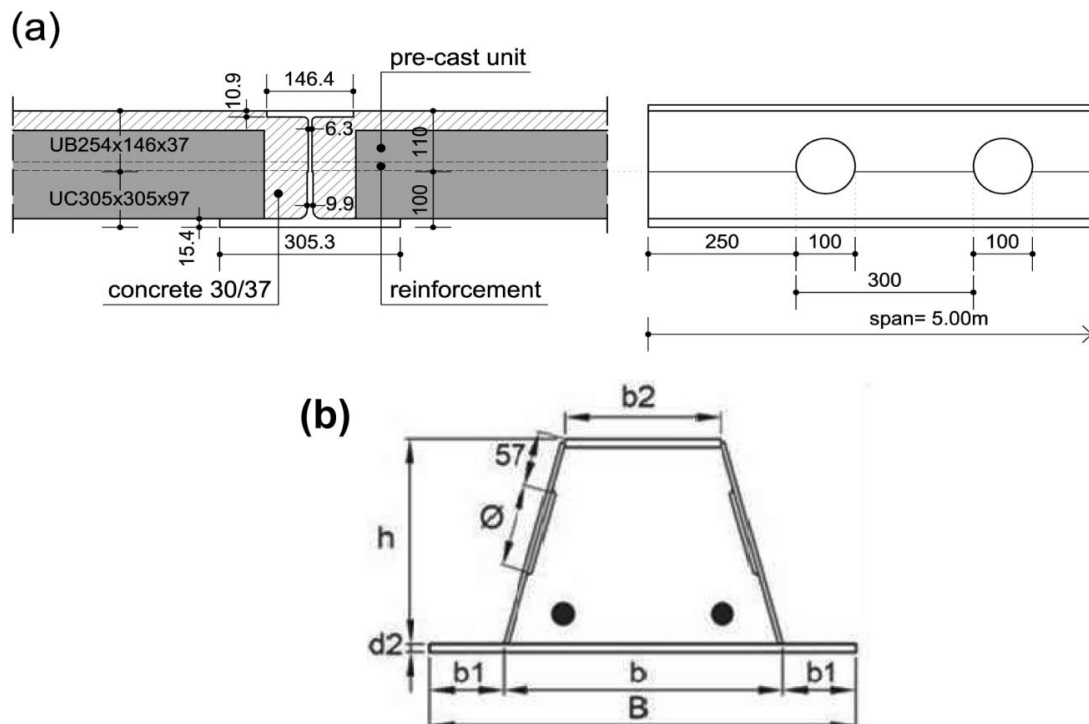 (a)
pre-cast unit
146.4
10.9
6.3
110
UB254x146x37
UC305x305x97
9.9
100
15.4
305.3
concrete 30/37
reinforcement
250
100
100
300
span= 5.00m
(b)
b2
57
Ø
h
d2
b1
b
b1
B